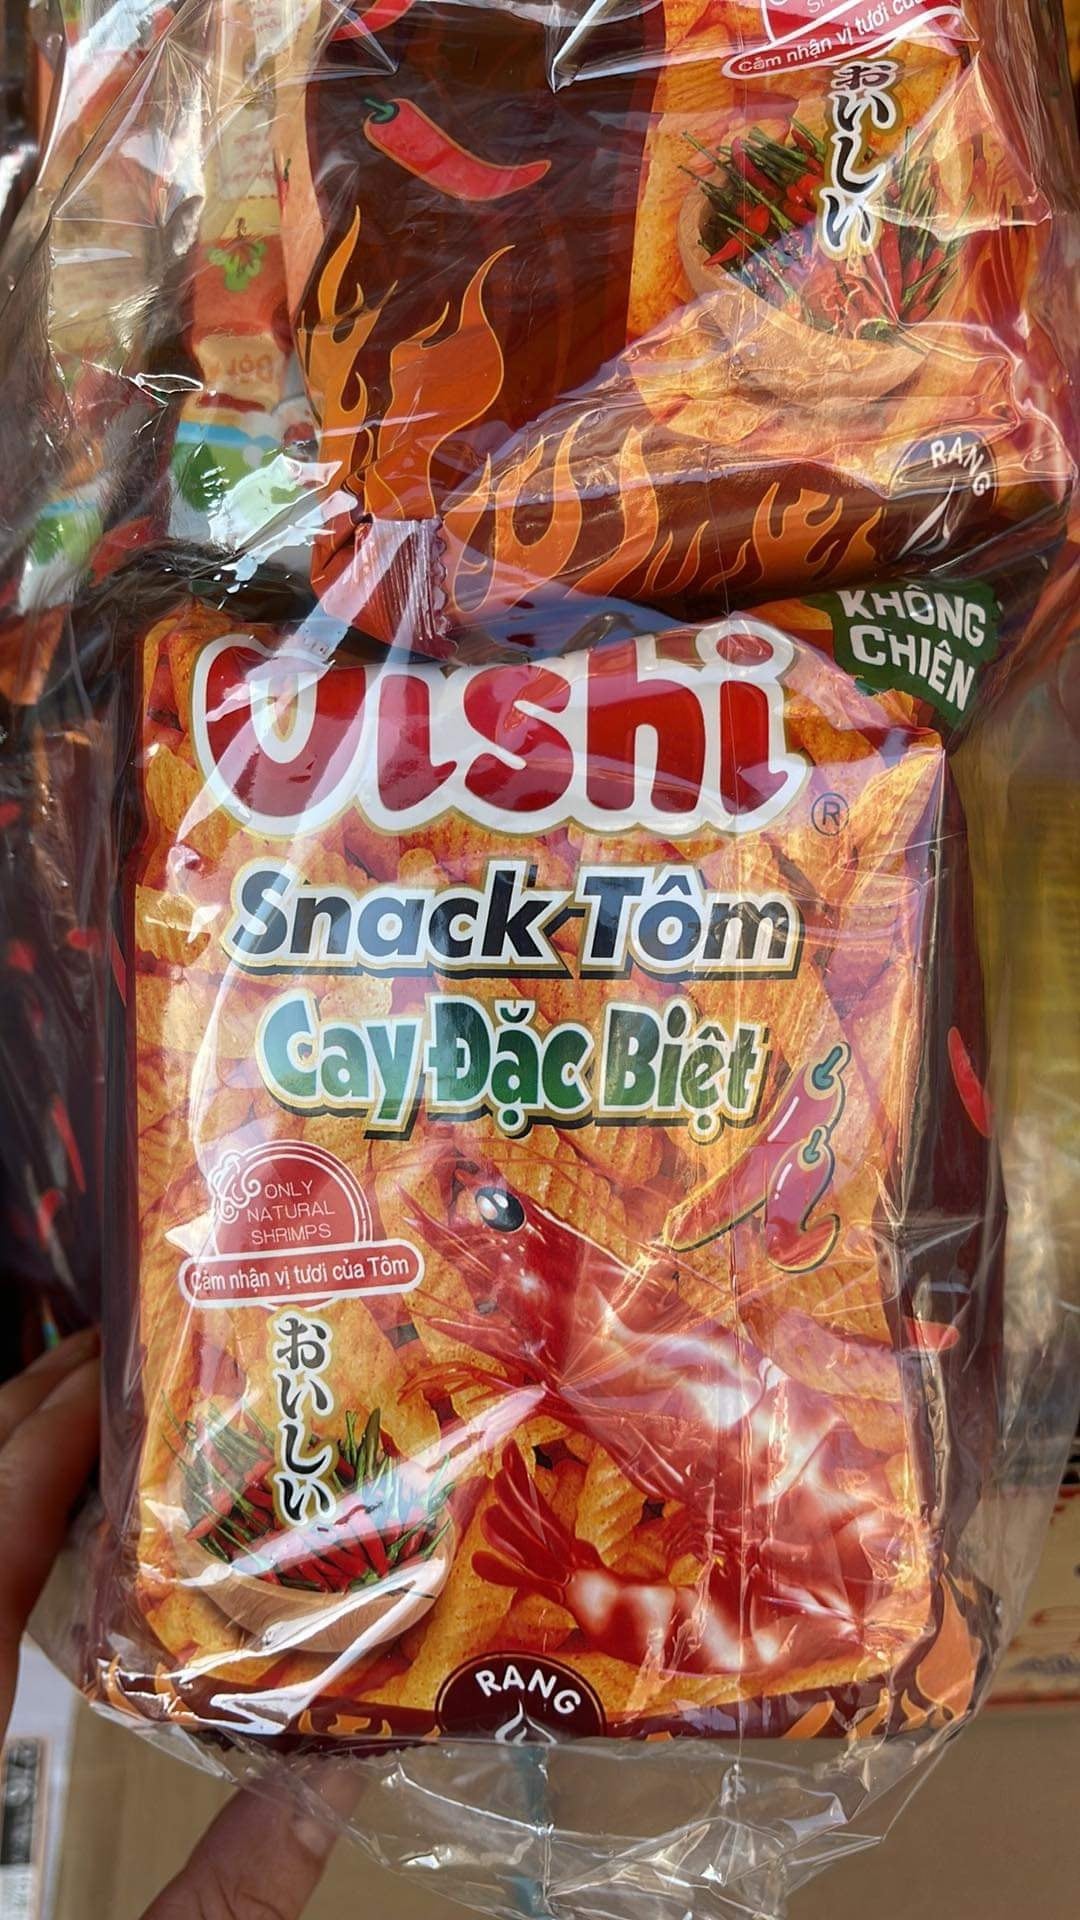 Cảm nhận vị tươi của
おいしい
RANG
KHÔNG
CHIÊN
Oishi
®
Snack Tôm
Cay Đặc Biệt
ONLY
NATURAL
SHRIMPS
Cảm nhận vị tươi của Tôm
おいしい
RANG